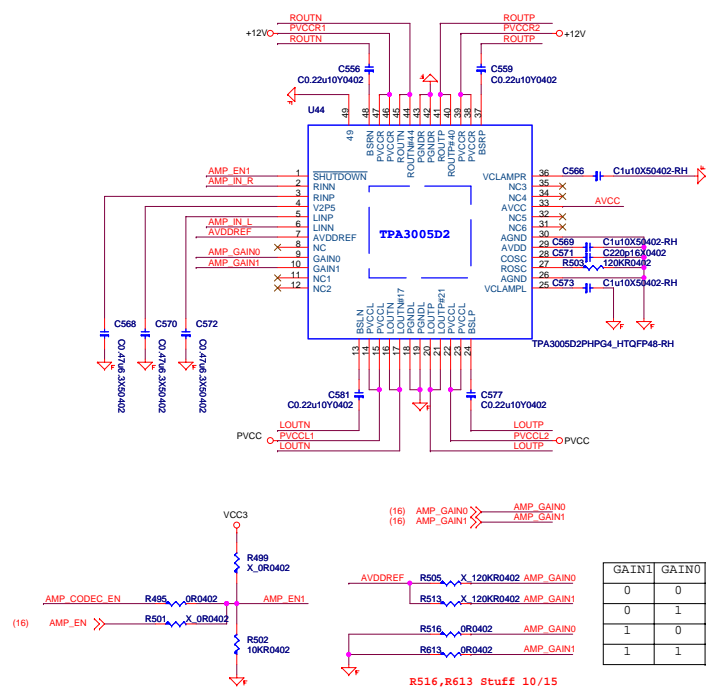 ROUTN ROUTP
PVCCR1 PVCCR2
+12V +12V
ROUTN ROUTP
C556 C559
C0.22u10Y0402 C0.22u10Y0402
U44
49 48 47 46 45 44 43 42 41 40 39 38 37
49 BSRN PVCCR PVCCR ROUTN ROUTN#44 PGNDR PGNDR ROUTP ROUTP#40 PVCCR PVCCR BSRP
AMP_EN1 1 SHUTDOWN
AMP_IN_R 2 RINN
3 RINP
4 V2P5
5 LINP
AMP_IN_L 6 LINN
AVDDREF 7 AVDDREF
8 NC
AMP_GAIN0 9 GAIN0
AMP_GAIN1 10 GAIN1
11 NC1
12 NC2
TPA3005D2
VCLAMPR 36 C566 C1u10X50402-RH
NC3 35
NC4 34
AVCC 33 AVCC
NC5 32
NC6 31
AGND 30
AVDD 29 C569 C1u10X50402-RH
COSC 28 C571 C220p16X0402
ROSC 27 R503 120KR0402
AGND 26
VCLAMPL 25 C573 C1u10X50402-RH
BSLN PVCCL PVCCL LOUTN LOUTN#17 PGNDL PGNDL LOUTP LOUTP#21 PVCCL PVCCL BSLP
13 14 15 16 17 18 19 20 21 22 23 24
TPA3005D2PHPG4_HTQFP48-RH
C568 C570 C572
C0.47u6.3X50402 C0.47u6.3X50402 C0.47u6.3X50402
C581 C577
C0.22u10Y0402 C0.22u10Y0402
LOUTN LOUTP
PVCC PVCCL1 PVCCL2 PVCC
LOUTN LOUTP
VCC3
R499
X_0R0402
AMP_CODEC_EN R495 0R0402 AMP_EN1
(16) AMP_EN R501 X_0R0402
R502
10KR0402
(16) AMP_GAIN0 AMP_GAIN0
(16) AMP_GAIN1 AMP_GAIN1
AVDDREF R505 X_120KR0402 AMP_GAIN0
R513 X_120KR0402 AMP_GAIN1
R516 0R0402 AMP_GAIN0
R613 0R0402 AMP_GAIN1
R516,R613 Stuff 10/15
GAIN1 GAIN0
0 0
0 1
1 0
1 1